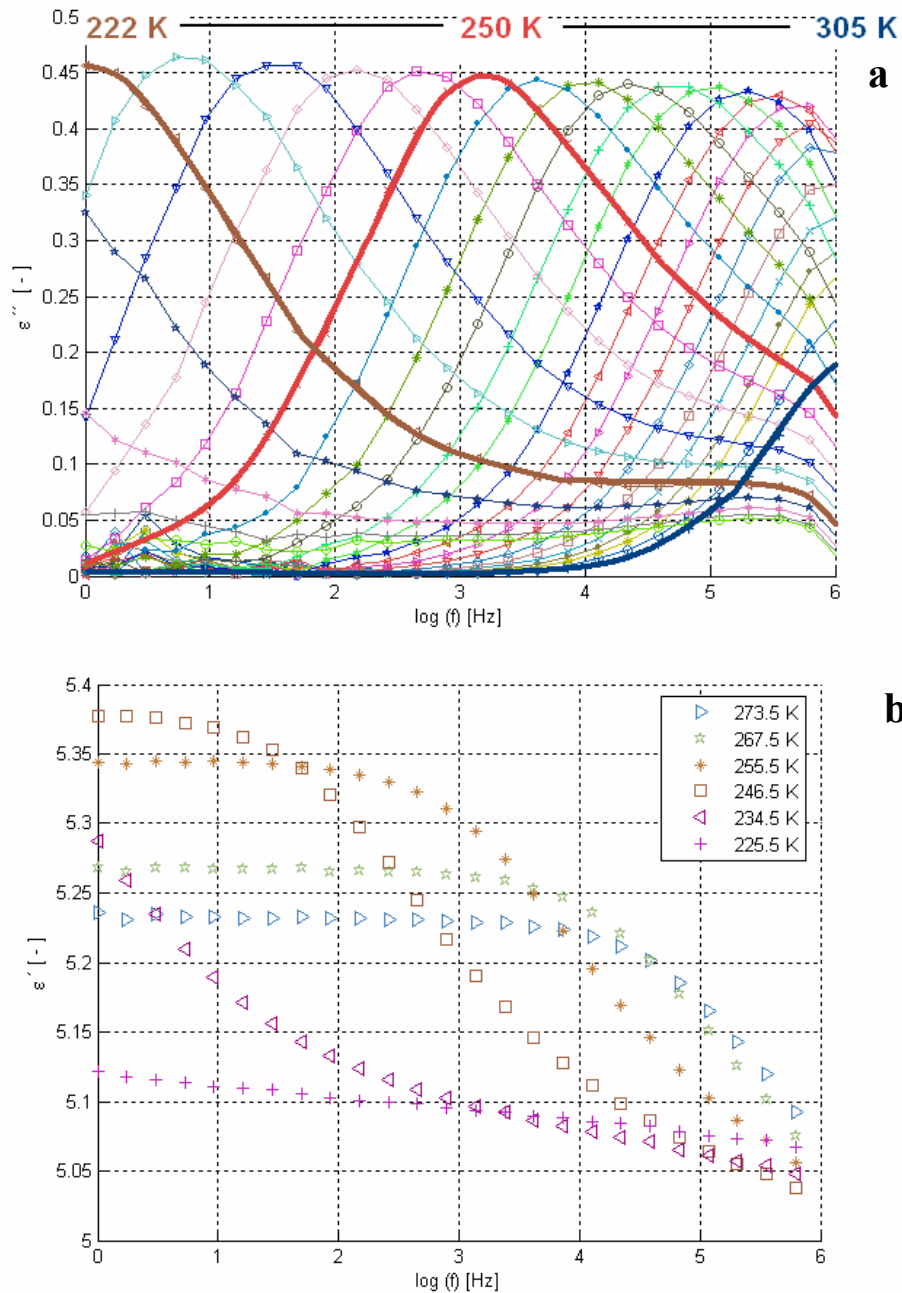 222 K 250 K 305 K
a
0.5
0.45
0.4
0.35
0.3
0.25
0.2
0.15
0.1
0.05
0
ε´´ [ - ]
0 1 2 3 4 5 6
log (f) [Hz]
b
5.4
5.35
5.3
5.25
5.2
5.15
5.1
5.05
5
ε´ [ - ]
273.5 K
267.5 K
255.5 K
246.5 K
234.5 K
225.5 K
0 1 2 3 4 5 6
log (f) [Hz]